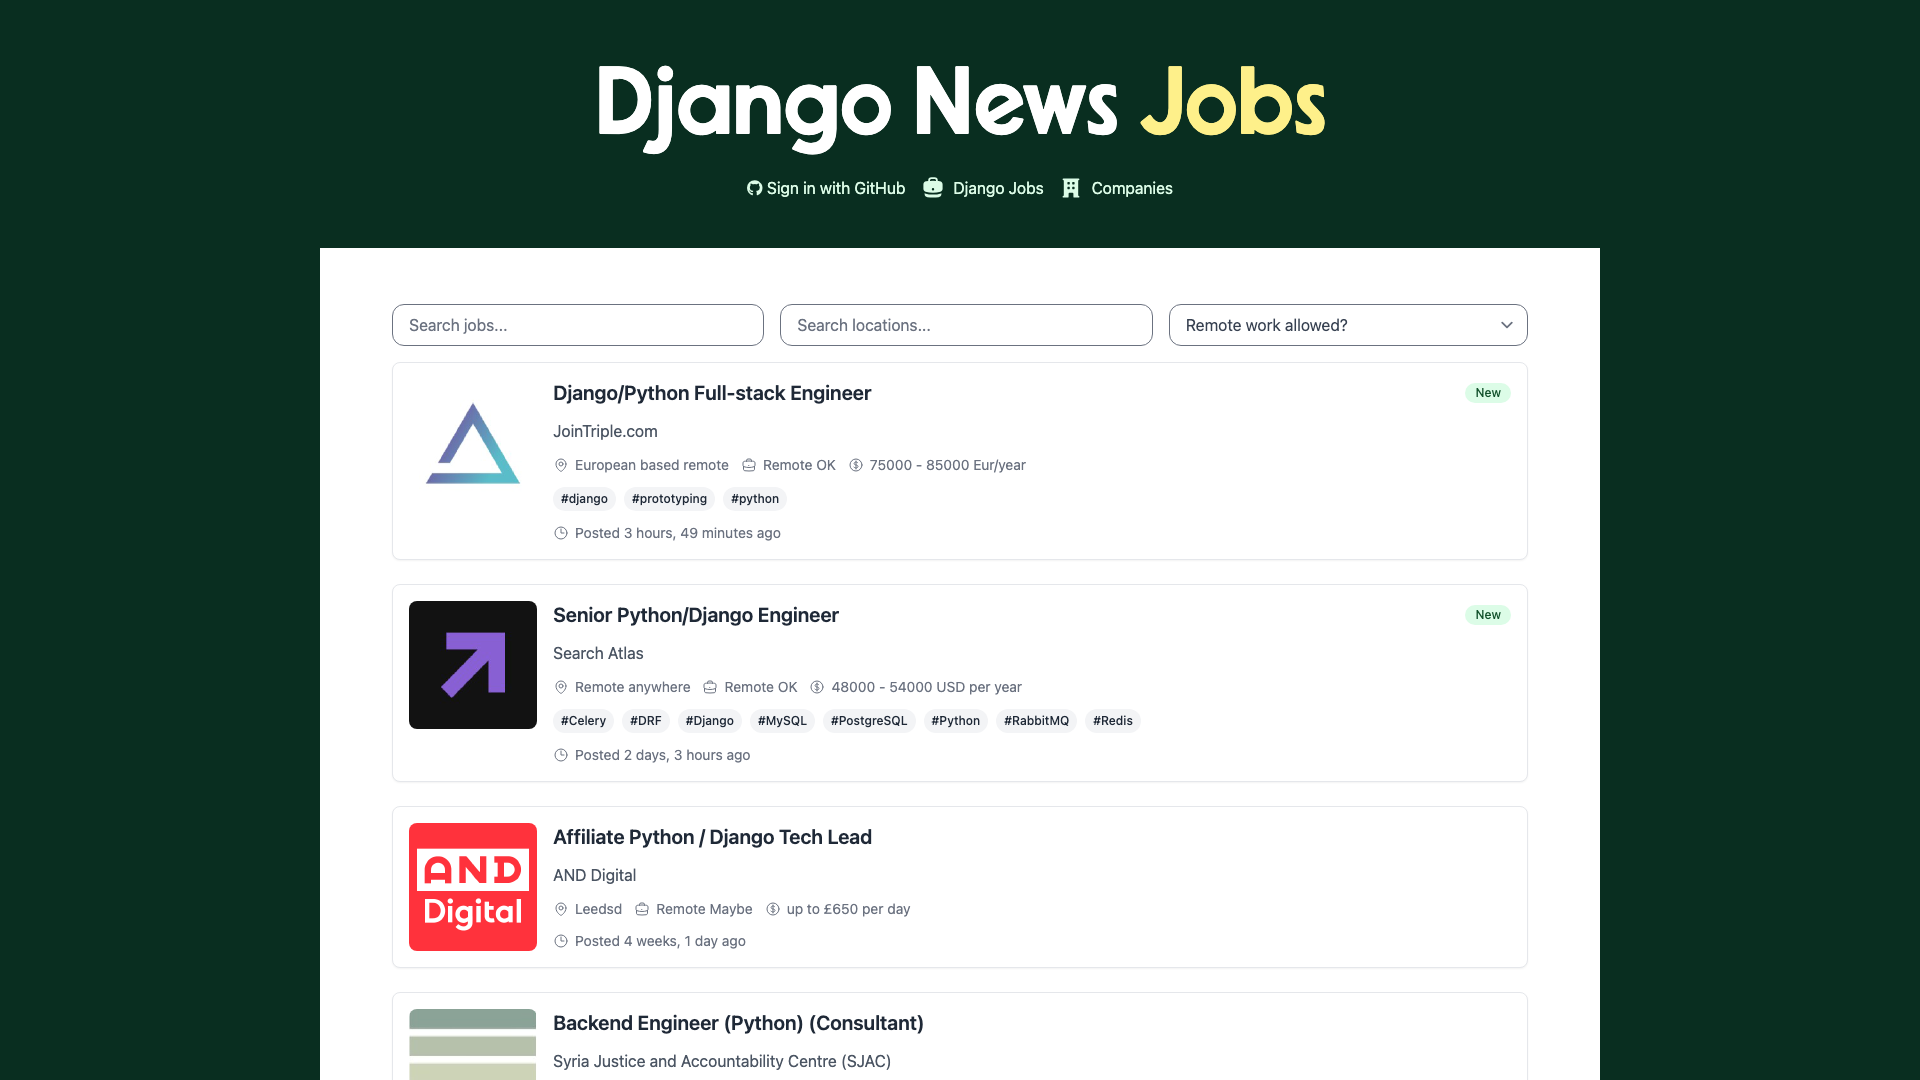 Django News Jobs
Sign in with GitHub Django Jobs Companies
Search jobs... Search locations... Remote work allowed?
Django/Python Full-stack Engineer New
JoinTriple.com
European based remote Remote OK 75000 - 85000 Eur/year
#django #prototyping #python
Posted 3 hours, 49 minutes ago
Senior Python/Django Engineer New
Search Atlas
Remote anywhere Remote OK 48000 - 54000 USD per year
#Celery #DRF #Django #MySQL #PostgreSQL #Python #RabbitMQ #Redis
Posted 2 days, 3 hours ago
AND
Digital
Affiliate Python / Django Tech Lead
AND Digital
Leedsd Remote Maybe up to £650 per day
Posted 4 weeks, 1 day ago
Backend Engineer (Python) (Consultant)
Syria Justice and Accountability Centre (SJAC)